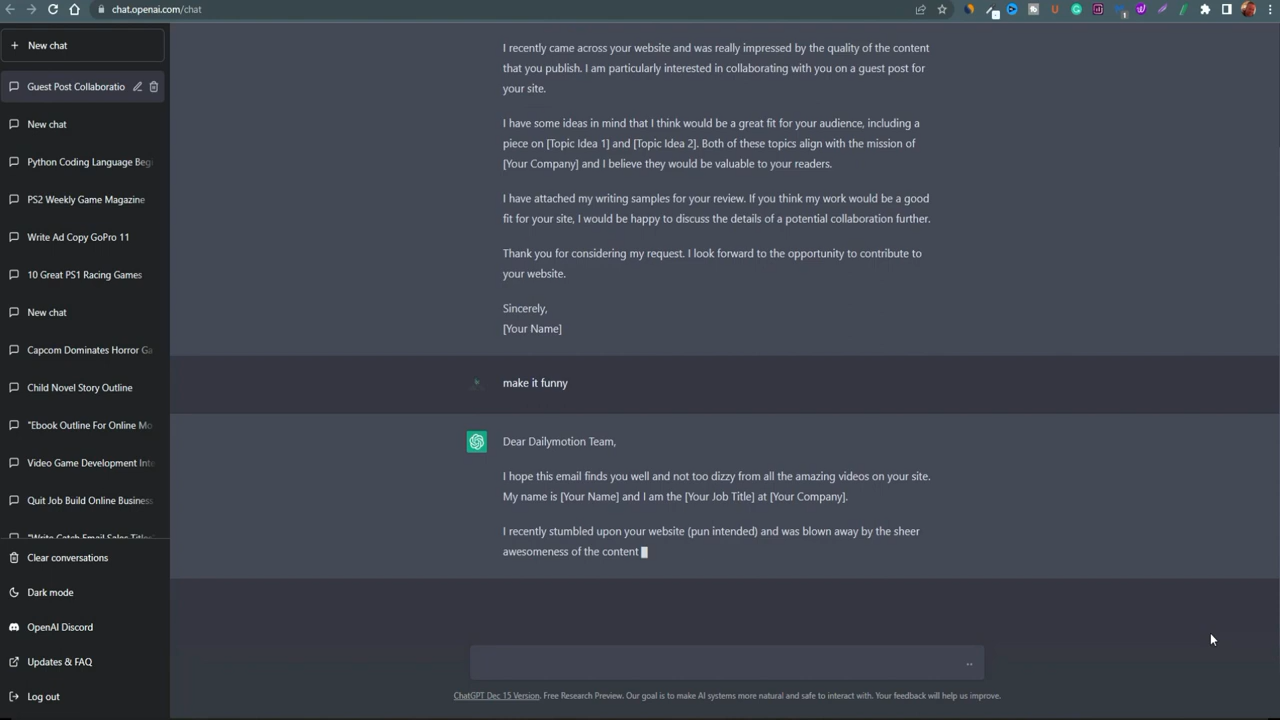 chat.openai.com/chat
New chat
Guest Post Collaboratio
New chat
Python Coding Language Beg
PS2 Weekly Game Magazine
Write Ad Copy GoPro 11
10 Great PS1 Racing Games
New chat
Capcom Dominates Horror Ga
Child Novel Story Outline
"Ebook Outline For Online Mo
Video Game Development Inte
Quit Job Build Online Business
"Write Catch Email Sales Titles"
Clear conversations
Dark mode
OpenAI Discord
Updates & FAQ
Log out
I recently came across your website and was really impressed by the quality of the content
that you publish. I am particularly interested in collaborating with you on a guest post for
your site.
I have some ideas in mind that I think would be a great fit for your audience, including a
piece on [Topic Idea 1] and [Topic Idea 2]. Both of these topics align with the mission of
[Your Company] and I believe they would be valuable to your readers.
I have attached my writing samples for your review. If you think my work would be a good
fit for your site, I would be happy to discuss the details of a potential collaboration further.
Thank you for considering my request. I look forward to the opportunity to contribute to
your website.
Sincerely,
[Your Name]
make it funny
Dear Dailymotion Team,
I hope this email finds you well and not too dizzy from all the amazing videos on your site.
My name is [Your Name] and I am the [Your Job Title] at [Your Company].
I recently stumbled upon your website (pun intended) and was blown away by the sheer
awesomeness of the content
ChatGPT Dec 15 Version. Free Research Preview. Our goal is to make AI systems more natural and safe to interact with. Your feedback will help us improve.